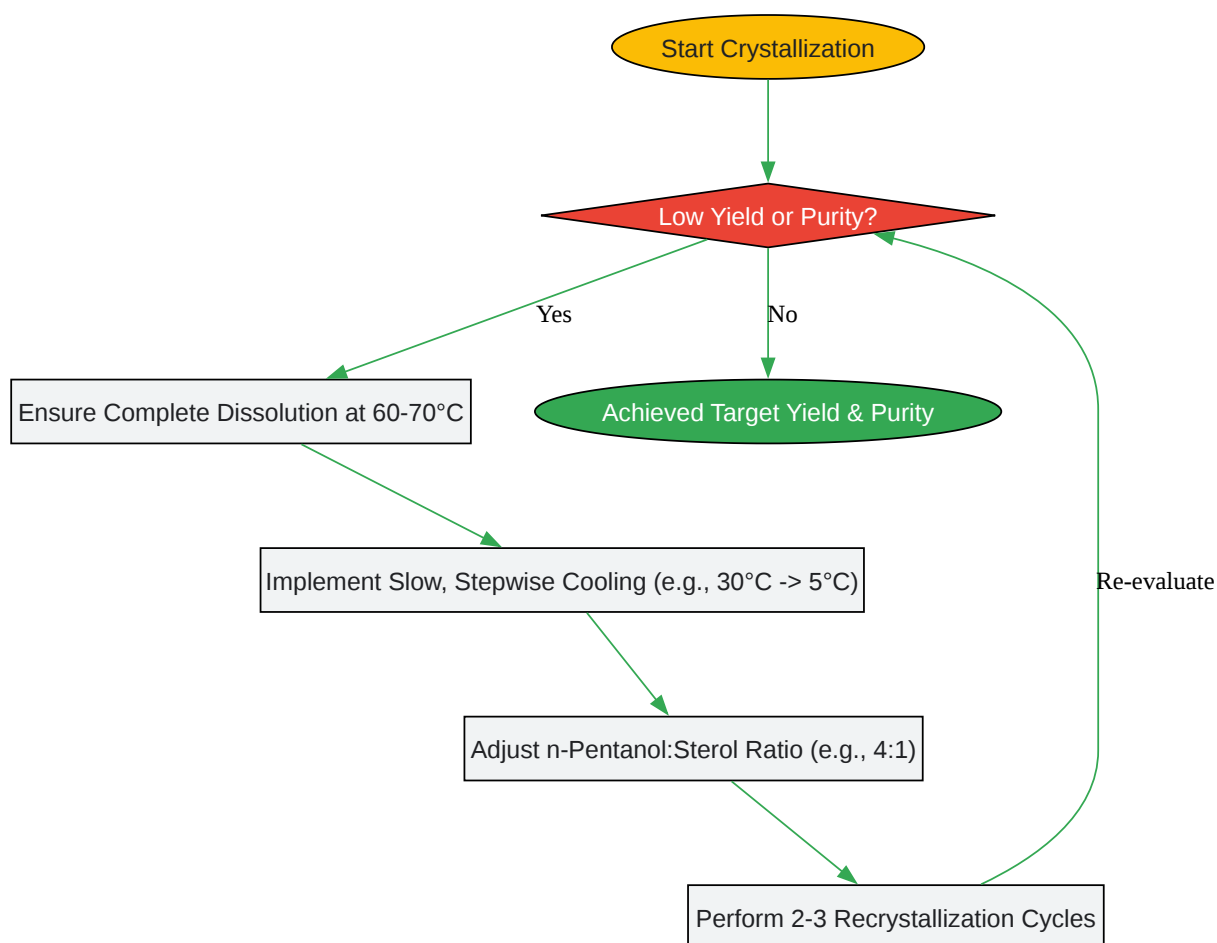 Start Crystallization
Low Yield or Purity?
Yes
No
Ensure Complete Dissolution at 60-70°C
Achieved Target Yield & Purity
Implement Slow, Stepwise Cooling (e.g., 30°C -> 5°C)
Re-evaluate
Adjust n-Pentanol:Sterol Ratio (e.g., 4:1)
Perform 2-3 Recrystallization Cycles